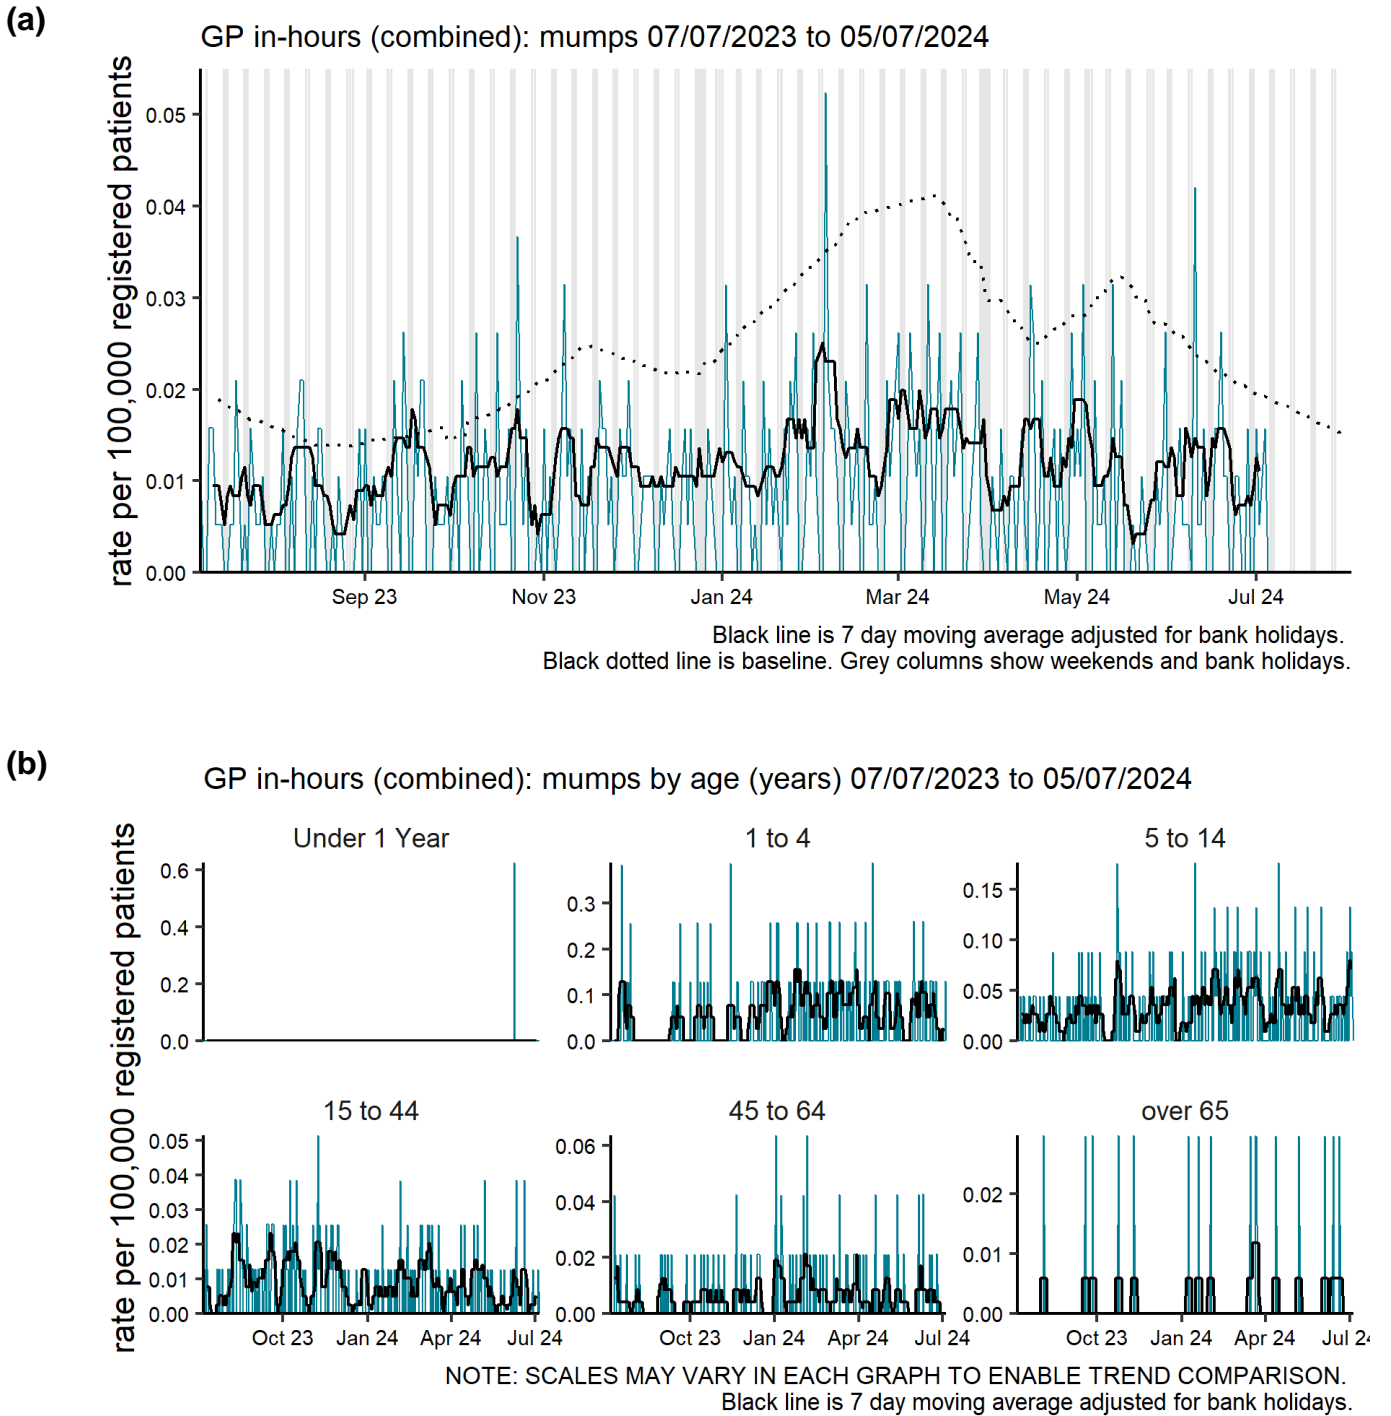 (a)
GP in-hours (combined): mumps 07/07/2023 to 05/07/2024
rate per 100,000 registered patients
0.05
0.04
0.03
0.02
0.01
0.00
Sep 23
Nov 23
Jan 24
Mar 24
May 24
Jul 24
Black line is 7 day moving average adjusted for bank holidays.
Black dotted line is baseline. Grey columns show weekends and bank holidays.
(b)
GP in-hours (combined): mumps by age (years) 07/07/2023 to 05/07/2024
rate per 100,000 registered patients
Under 1 Year
0.6
0.4
0.2
0.0
1 to 4
0.3
0.2
0.1
0.0
5 to 14
0.15
0.10
0.05
0.00
15 to 44
0.05
0.04
0.03
0.02
0.01
0.00
Oct 23
Jan 24
Apr 24
Jul 24
45 to 64
0.06
0.04
0.02
0.00
Oct 23
Jan 24
Apr 24
Jul 24
over 65
0.02
0.01
0.00
Oct 23
Jan 24
Apr 24
Jul 24
NOTE: SCALES MAY VARY IN EACH GRAPH TO ENABLE TREND COMPARISON.
Black line is 7 day moving average adjusted for bank holidays.